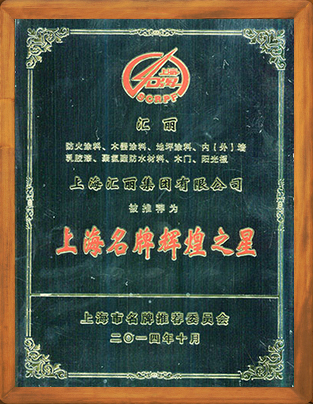 上海
SCBPF
汇丽
防火涂料、木器涂料、地坪涂料、内（外）墙
乳胶漆、聚氨酯防水材料、木门、阳光板
上海汇丽集团有限公司
被推荐为
上海名牌辉煌之星
上海市名牌推荐委员会
二〇一四年十月